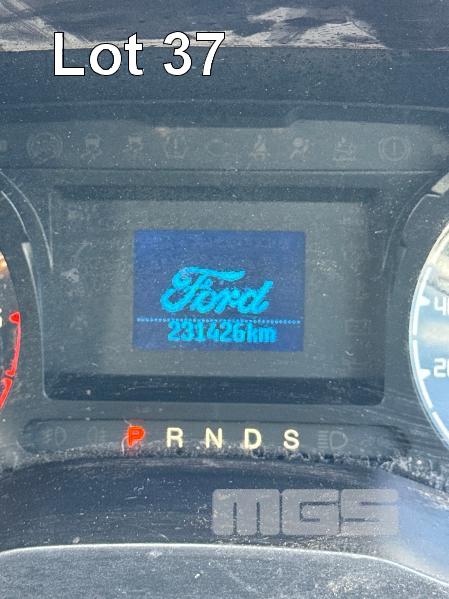 Lot 37
Ford
231426km
P R N D S
MGS